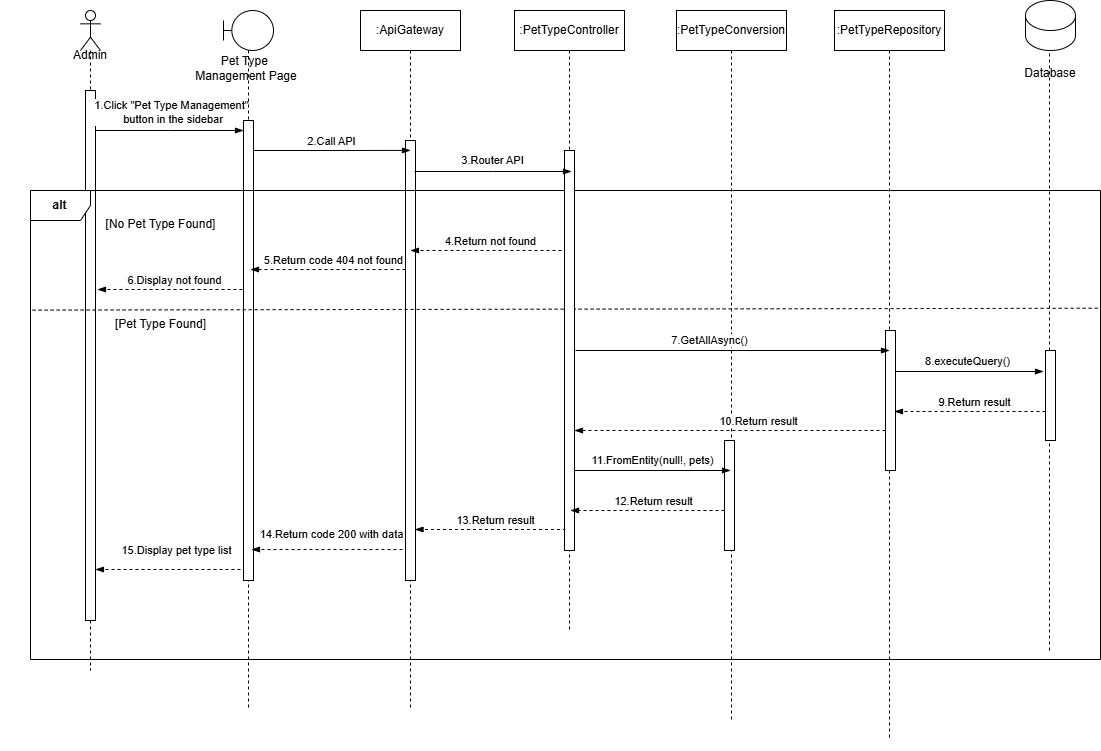 Admin
Pet Type
Management Page
:ApiGateway
:PetTypeController
:PetTypeConversion
:PetTypeRepository
Database
1.Click "Pet Type Management"
button in the sidebar
2.Call API
3.Router API
alt
[No Pet Type Found]
4.Return not found
5.Return code 404 not found
6.Display not found
[Pet Type Found]
7.GetAllAsync()
8.executeQuery()
9.Return result
10.Return result
11.FromEntity(null!, pets)
12.Return result
13.Return result
14.Return code 200 with data
15.Display pet type list